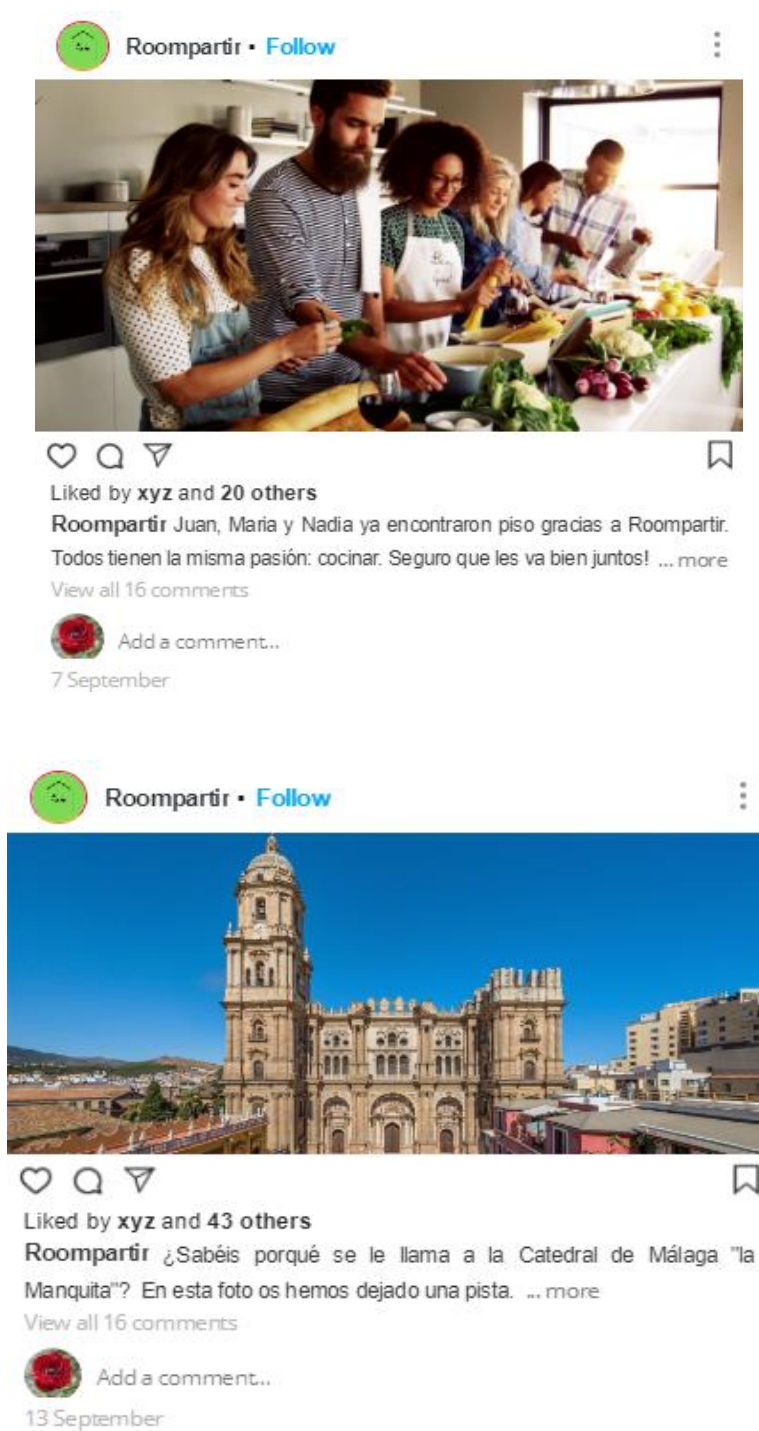 Roompartir • Follow
Liked by xyz and 20 others
Roompartir Juan, Maria y Nadia ya encontraron piso gracias a Roompartir.
Todos tienen la misma pasión: cocinar. Seguro que les va bien juntos! ... more
View all 16 comments
Add a comment...
7 September
Roompartir • Follow
Liked by xyz and 43 others
Roompartir ¿Sabéis porqué se le llama a la Catedral de Málaga "la
Manquita"? En esta foto os hemos dejado una pista. ... more
View all 16 comments
Add a comment...
13 September